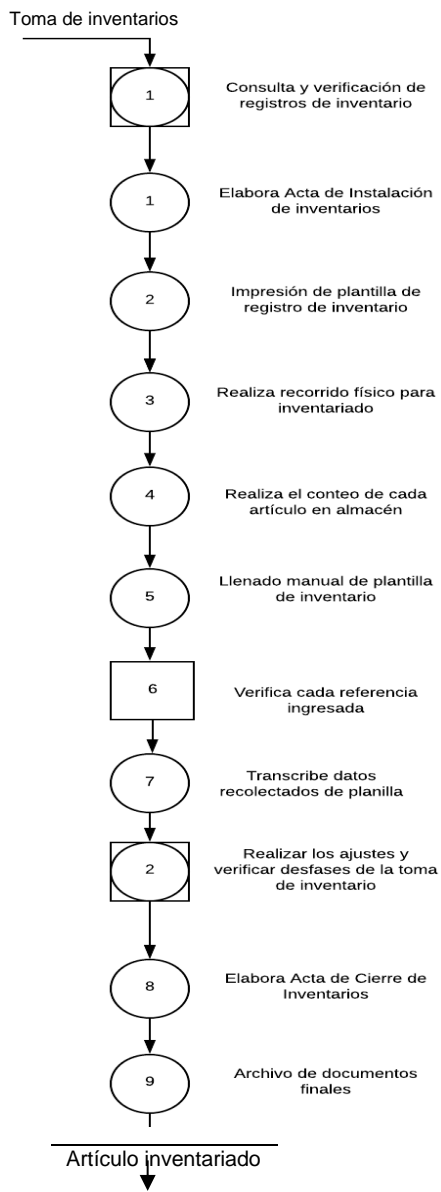 Toma de inventarios
1
Consulta y verificación de
registros de inventario
1
Elabora Acta de Instalación
de inventarios
2
Impresión de plantilla de
registro de inventario
3
Realiza recorrido físico para
inventariado
4
Realiza el conteo de cada
artículo en almacén
5
Llenado manual de plantilla
de inventario
6
Verifica cada referencia
ingresada
7
Transcribe datos
recolectados de planilla
2
Realizar los ajustes y
verificar desfases de la toma
de inventario
8
Elabora Acta de Cierre de
Inventarios
9
Archivo de documentos
finales
Artículo inventariado